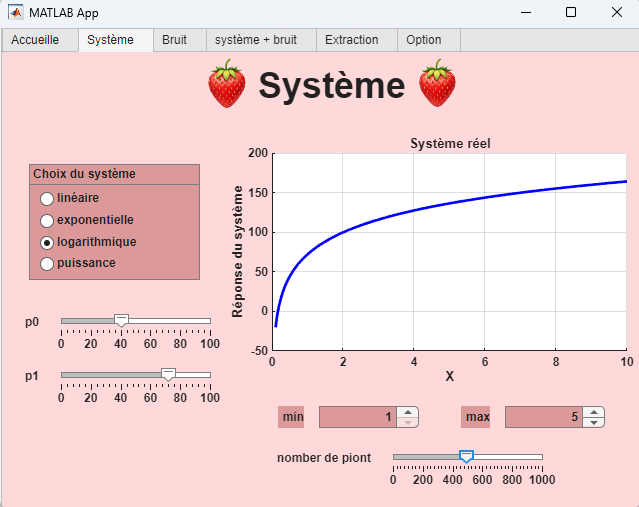 MATLAB App
Accueille Système Bruit système + bruit Extraction Option
Système
Choix du système
linéaire
exponentielle
logarithmique
puissance
p0
0 20 40 60 80 100
p1
0 20 40 60 80 100
Système réel
Réponse du système
200
150
100
50
0
-50
0 2 4 6 8 10
X
min 1 max 5
nomber de piont
0 200 400 600 800 1000